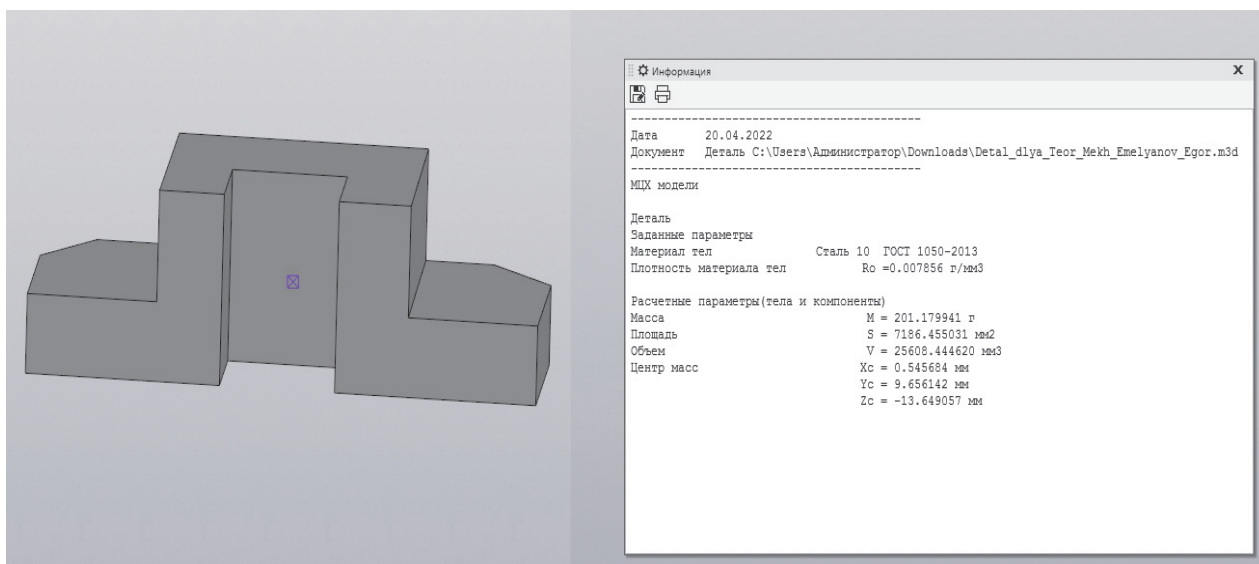 Информация
X
--------------------------------------------
Дата 20.04.2022
Документ Деталь C:\Users\Администратор\Downloads\Detal_dlya_Teor_Mekh_Emelyanov_Egor.m3d
--------------------------------------------
МЦХ модели
Деталь
Заданные параметры
Материал тел Сталь 10 ГОСТ 1050-2013
Плотность материала тел Ro =0.007856 г/мм3
Расчетные параметры(тела и компоненты)
Масса M = 201.179941 г
Площадь S = 7186.455031 мм2
Объем V = 25608.444620 мм3
Центр масс Xc = 0.545684 мм
Yc = 9.656142 мм
Zc = -13.649057 мм